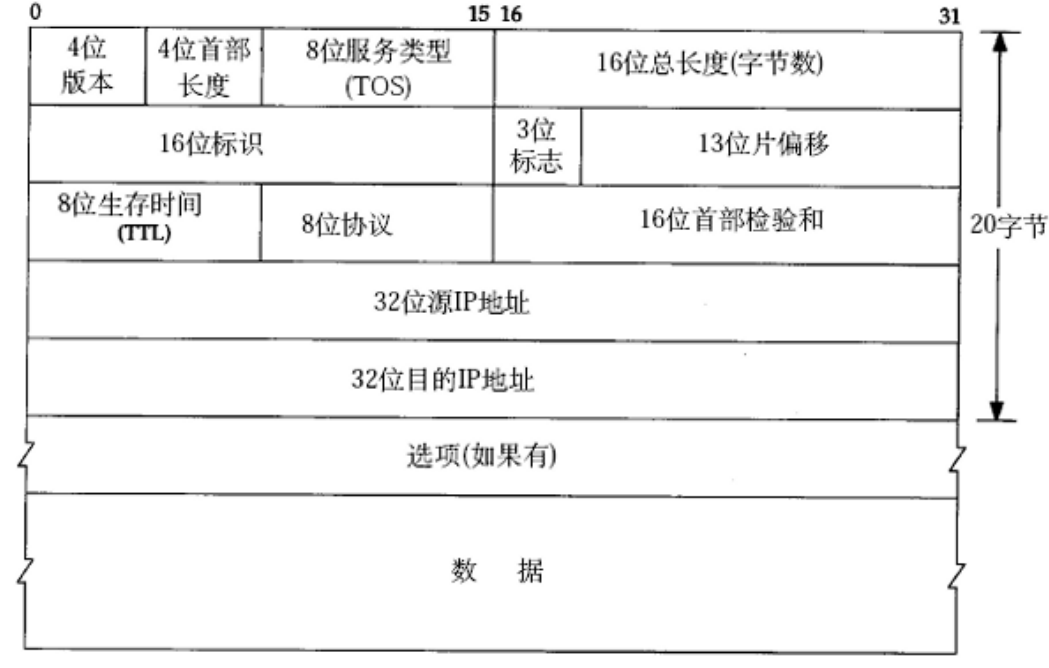 0 15 16 31
4位
版本
4位首部
长度
8位服务类型
(TOS)
16位总长度(字节数)
16位标识
3位
标志
13位片偏移
8位生存时间
(TTL)
8位协议
16位首部检验和
20字节
32位源IP地址
32位目的IP地址
选项(如果有)
数 据